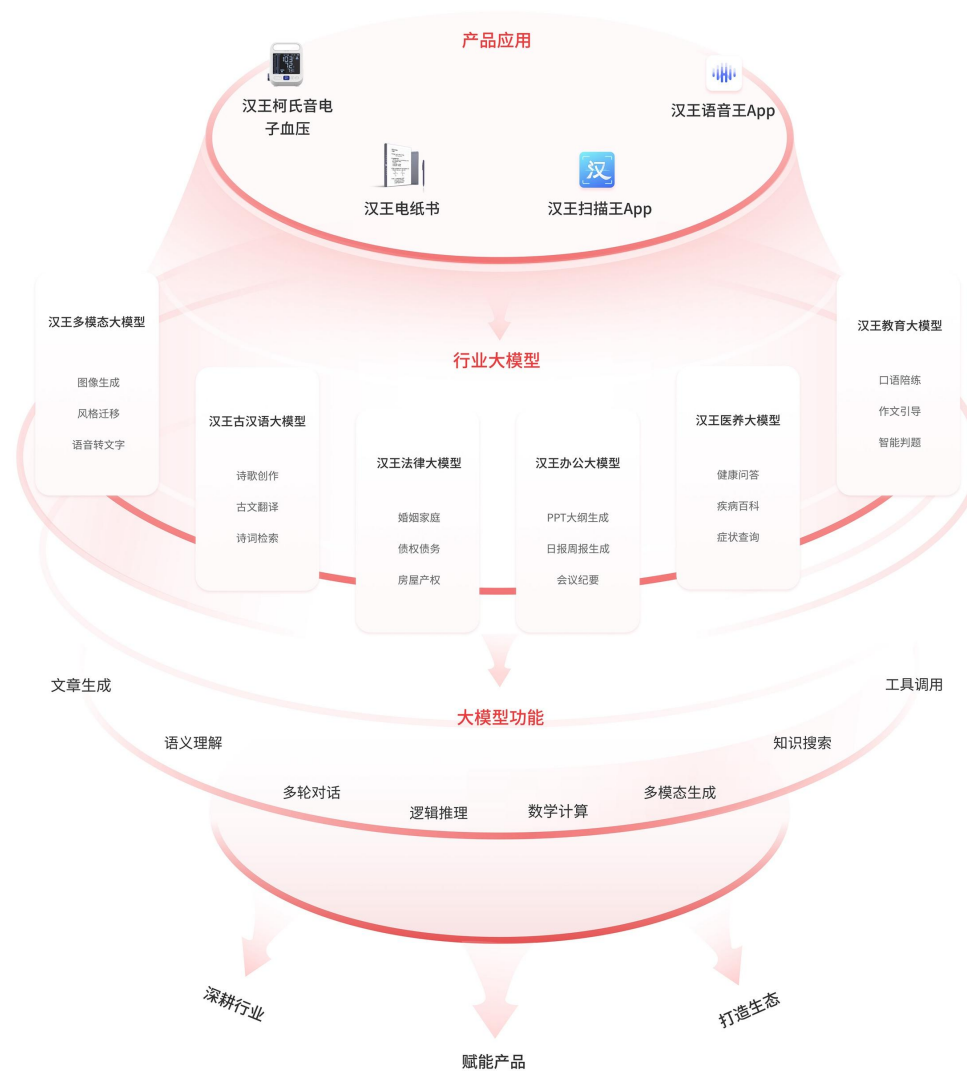 产品应用
汉王柯氏音电
子血压
汉王语音王App
汉王电纸书
汉
汉王扫描王App
行业大模型
汉王多模态大模型
图像生成
风格迁移
语音转文字
汉王古汉语大模型
诗歌创作
古文翻译
诗词检索
汉王法律大模型
婚姻家庭
债权债务
房屋产权
汉王办公大模型
PPT大纲生成
日报周报生成
会议纪要
汉王医养大模型
健康问答
疾病百科
症状查询
汉王教育大模型
口语陪练
作文引导
智能判题
大模型功能
文章生成
语义理解
多轮对话
逻辑推理
数学计算
多模态生成
知识搜索
工具调用
深耕行业
赋能产品
打造生态